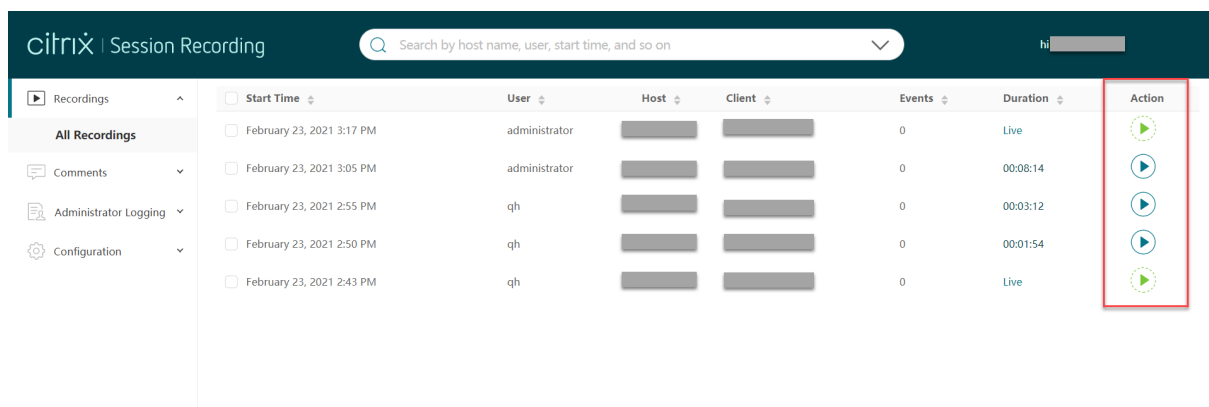 citrix | Session Recording
Search by host name, user, start time, and so on
hi
Recordings
All Recordings
Comments
Administrator Logging
Configuration
Start Time User Host Client Events Duration Action
February 23, 2021 3:17 PM administrator 0 Live
February 23, 2021 3:05 PM administrator 0 00:08:14
February 23, 2021 2:55 PM qh 0 00:03:12
February 23, 2021 2:50 PM qh 0 00:01:54
February 23, 2021 2:43 PM qh 0 Live